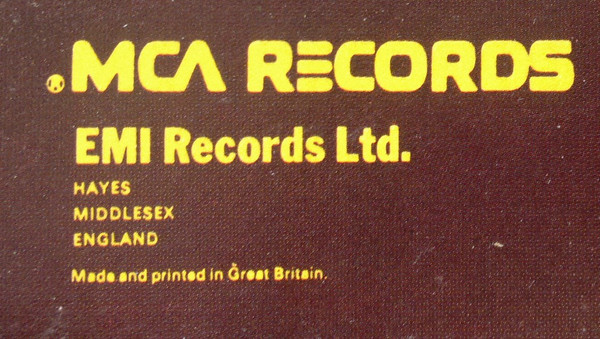 MCA RECORDS
EMI Records Ltd.
HAYES
MIDDLESEX
ENGLAND
Made and printed in Great Britain.